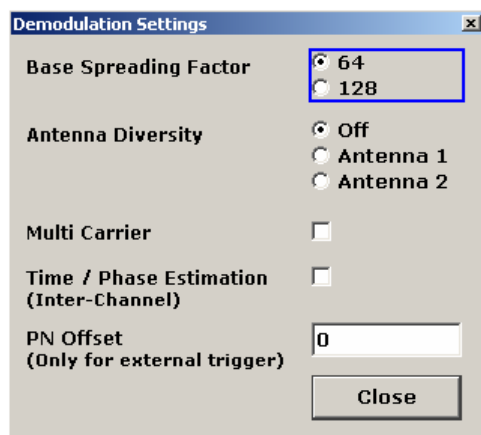 Demodulation Settings
Base Spreading Factor
64
128
Antenna Diversity
Off
Antenna 1
Antenna 2
Multi Carrier
Time / Phase Estimation
(Inter-Channel)
PN Offset
(Only for external trigger)
0
Close